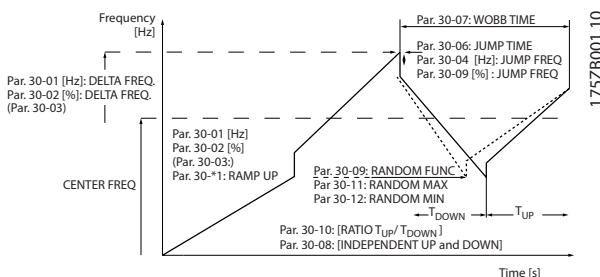 Frequency
[Hz]
Par. 30-07: WOBB TIME
Par. 30-06: JUMP TIME
Par. 30-04 [Hz]: JUMP FREQ
Par. 30-09 [%] : JUMP FREQ
175ZB001.10
Par. 30-01 [Hz]: DELTA FREQ.
Par. 30-02 [%]: DELTA FREQ.
(Par. 30-03)
Par. 30-01 [Hz]
Par. 30-02 [%]
(Par. 30-03:)
Par. 30-*1: RAMP UP
CENTER FREQ
Par. 30-09: RANDOM FUNC
Par 30-11: RANDOM MAX
Par 30-12: RANDOM MIN
TDOWN
TUP
Par. 30-10: [RATIO TUP/ TDOWN]
Par. 30-08: [INDEPENDENT UP and DOWN]
Time [s]